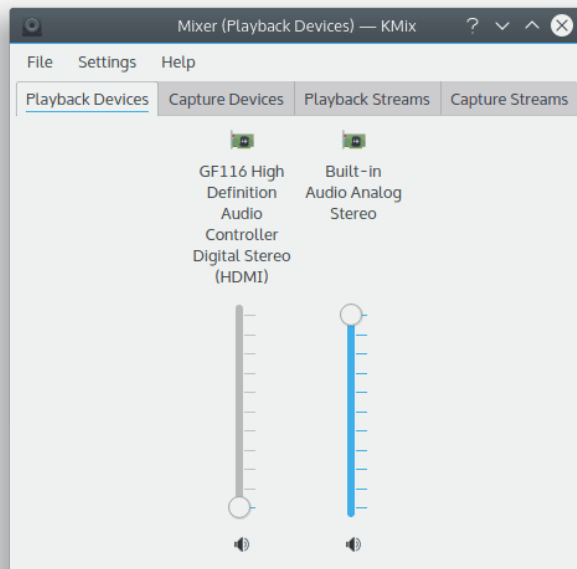 Mixer (Playback Devices) — KMix
?
File Settings Help
Playback Devices Capture Devices Playback Streams Capture Streams
GF116 High
Definition
Audio
Controller
Digital Stereo
(HDMI)
Built-in
Audio Analog
Stereo